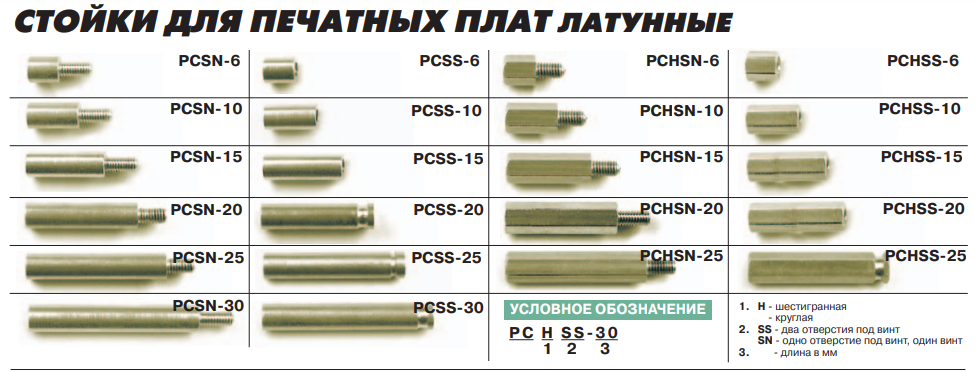 СТОЙКИ ДЛЯ ПЕЧАТНЫХ ПЛАТ ЛАТУННЫЕ
PCSN-6 PCSS-6 PCHSN-6 PCHSS-6
PCSN-10 PCSS-10 PCHSN-10 PCHSS-10
PCSN-15 PCSS-15 PCHSN-15 PCHSS-15
PCSN-20 PCSS-20 PCHSN-20 PCHSS-20
PCSN-25 PCSS-25 PCHSN-25 PCHSS-25
PCSN-30 PCSS-30
УСЛОВНОЕ ОБОЗНАЧЕНИЕ
PC H SS-30
1 2 3
1. H - шестигранная
- круглая
2. SS - два отверстия под винт
SN - одно отверстие под винт, один винт
3. - длина в мм